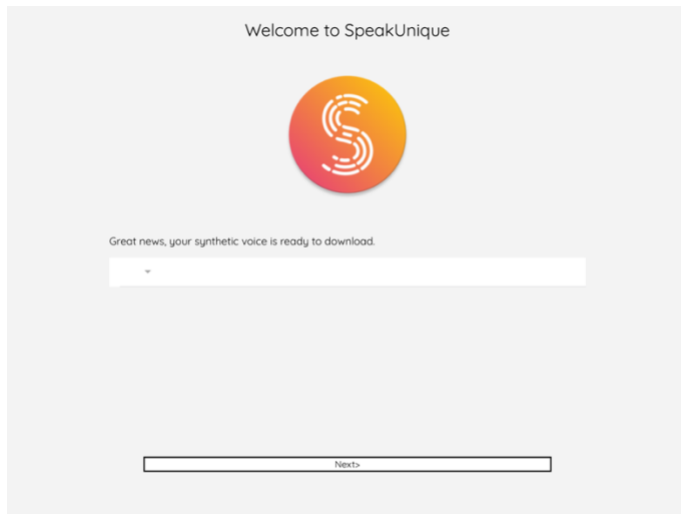 Welcome to SpeakUnique
Great news, your synthetic voice is ready to download.
Next>